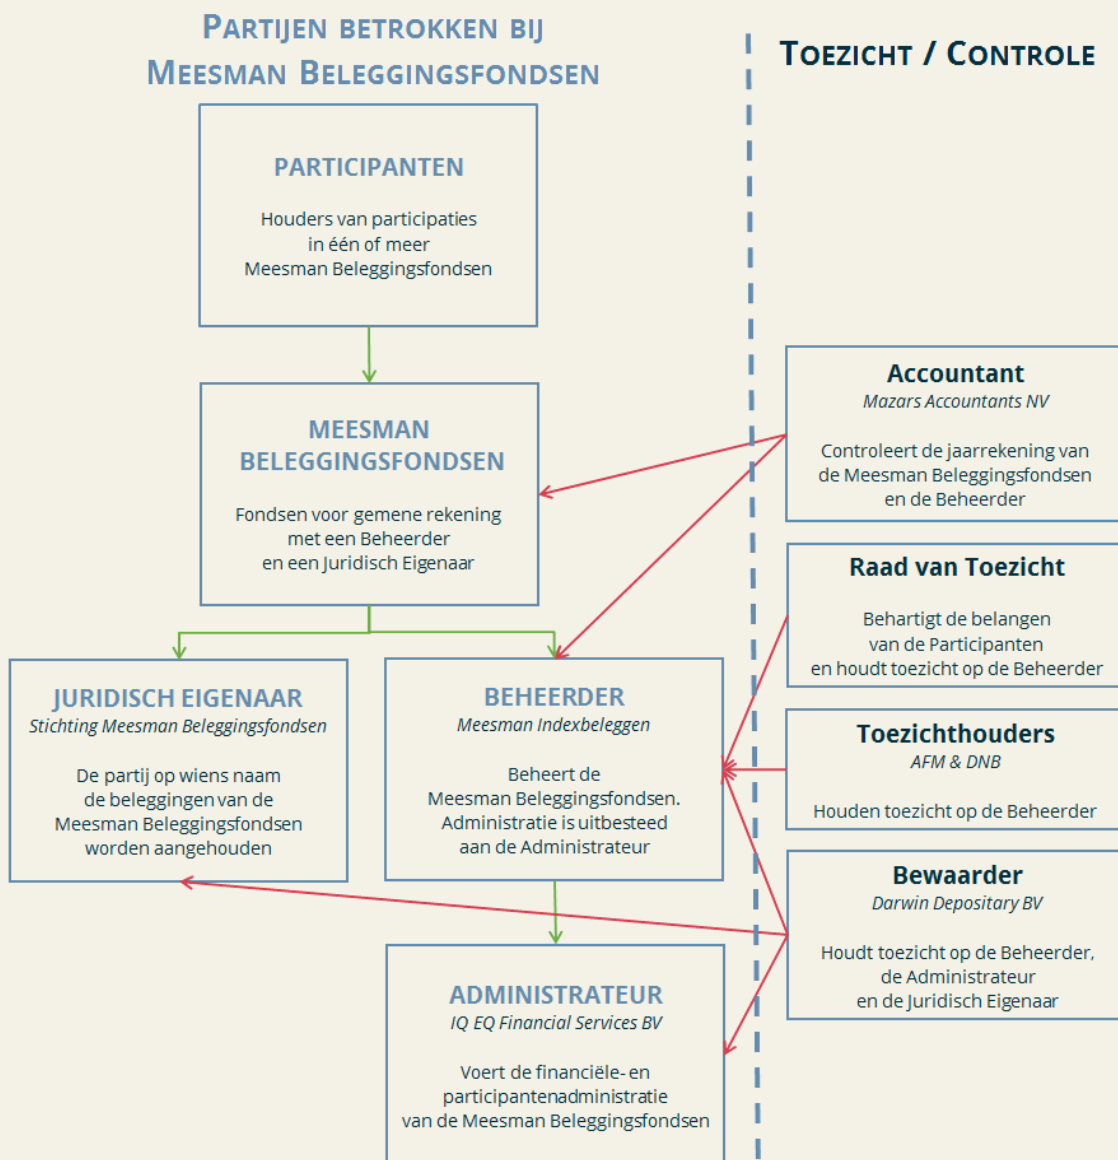 PARTIJEN BETROKKEN BIJ
MEESMAN BELEGGINGSFONDSEN
TOEZICHT / CONTROLE
PARTICIPANTEN
Houders van participaties
in één of meer
Meesman Beleggingsfondsen
MEESMAN
BELEGGINGSFONDSEN
Fondsen voor gemene rekening
met een Beheerder
en een Juridisch Eigenaar
JURIDISCH EIGENAAR
Stichting Meesman Beleggingsfondsen
De partij op wiens naam
de beleggingen van de
Meesman Beleggingsfondsen
worden aangehouden
BEHEERDER
Meesman Indexbeleggen
Beheert de
Meesman Beleggingsfondsen.
Administratie is uitbesteed
aan de Administrateur
ADMINISTRATEUR
IQ EQ Financial Services BV
Voert de financiële- en
participantenadministratie
van de Meesman Beleggingsfondsen
Accountant
Mazars Accountants NV
Controleert de jaarrekening van
de Meesman Beleggingsfondsen
en de Beheerder
Raad van Toezicht
Behartigt de belangen
van de Participanten
en houdt toezicht op de Beheerder
Toezichthouders
AFM & DNB
Houden toezicht op de Beheerder
Bewaarder
Darwin Depositary BV
Houdt toezicht op de Beheerder,
de Administrateur
en de Juridisch Eigenaar